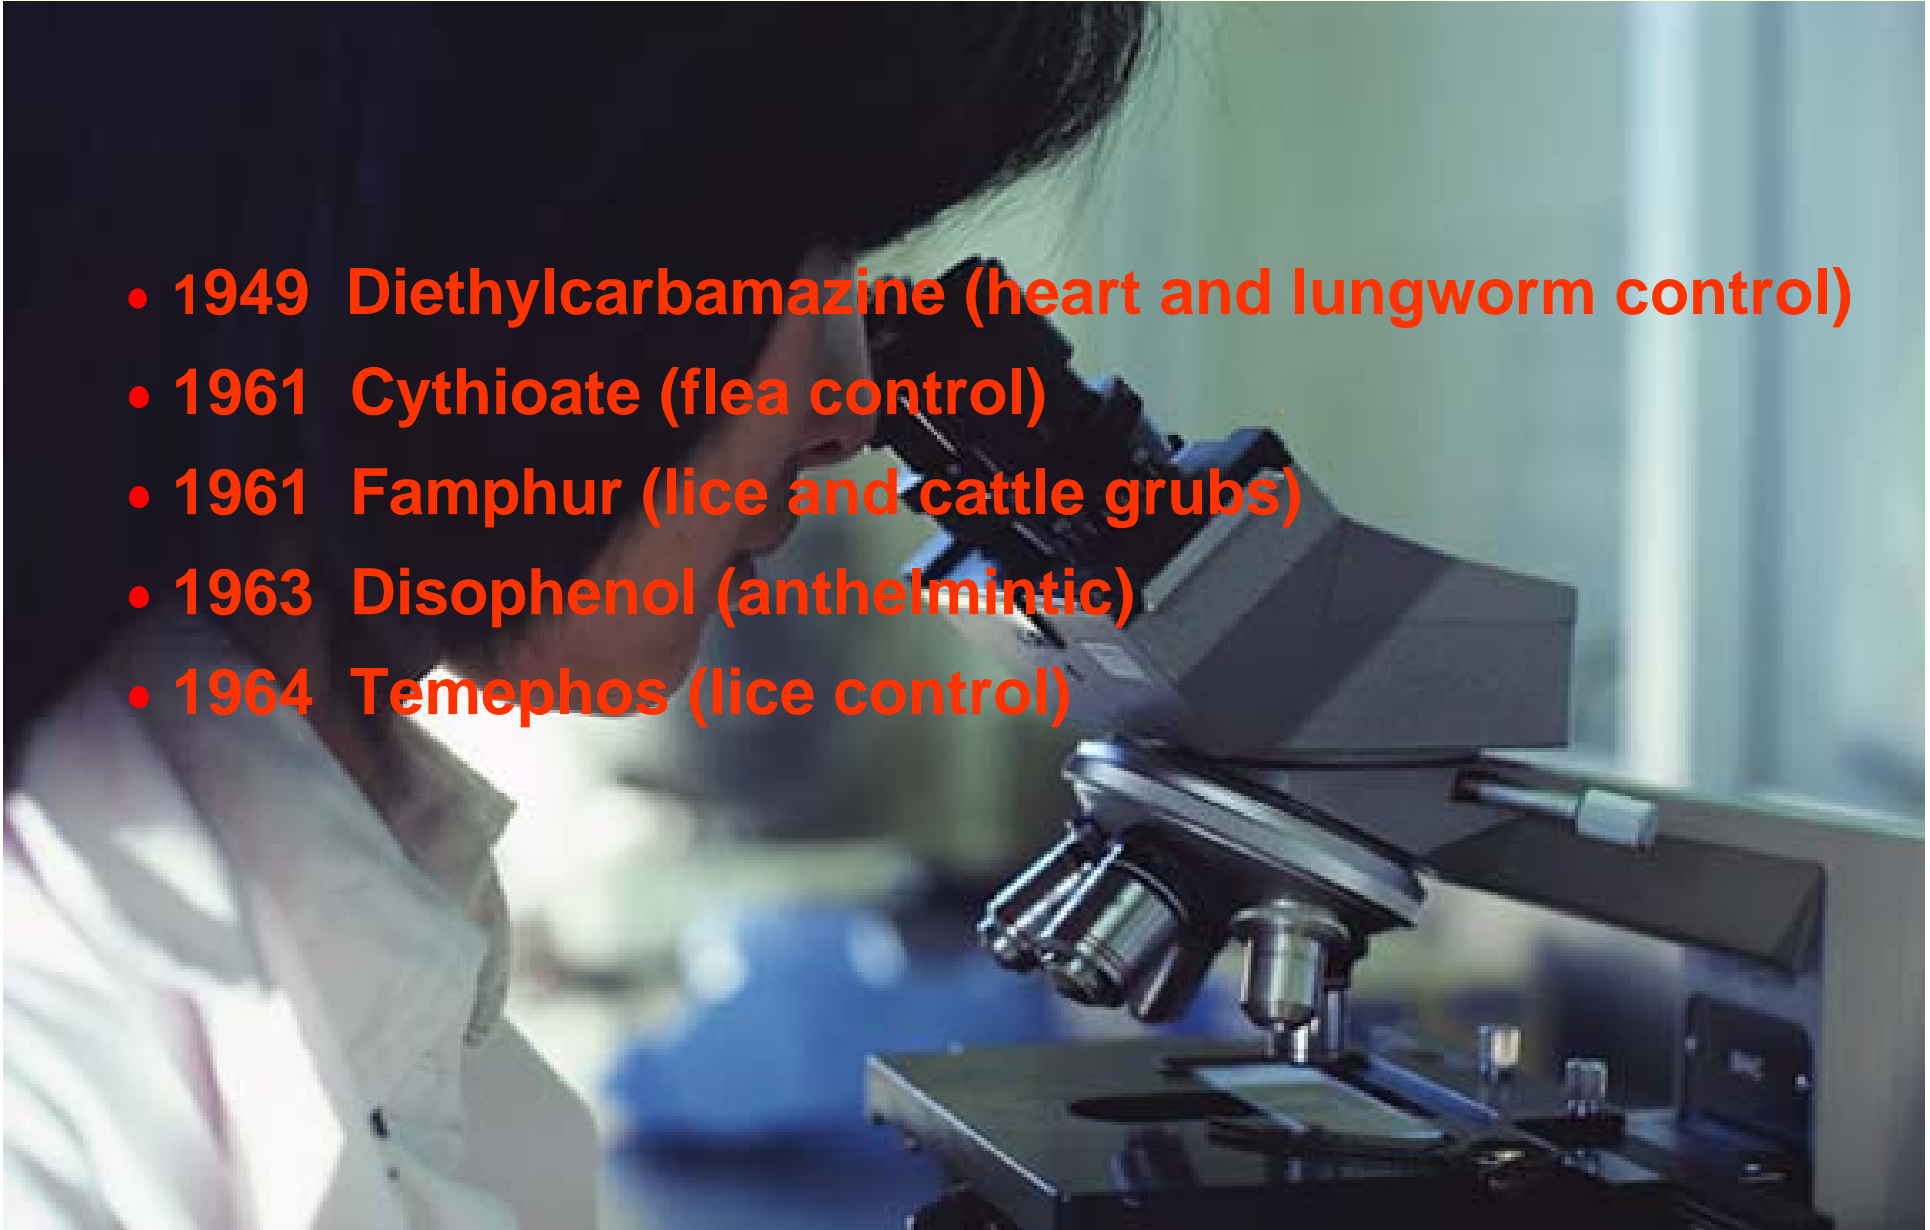 • 1949 Diethylcarbamazine (heart and lungworm control)
• 1961 Cythioate (flea control)
• 1961 Famphur (lice and cattle grubs)
• 1963 Disophenol (anthelmintic)
• 1964 Temephos (lice control)